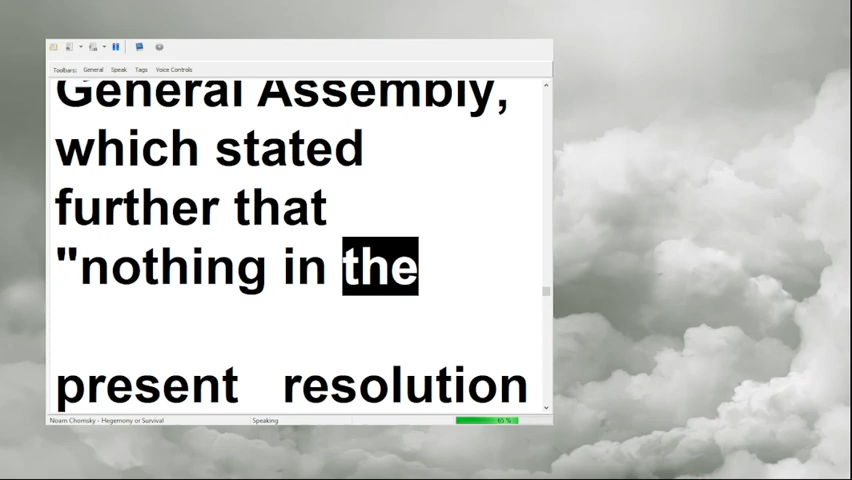 Toolbars: General Speak Tags Voice Controls
General Assembly,
which stated
further that
"nothing in the
present resolution
Noam Chomsky - Hegemony or Survival Speaking 65 %